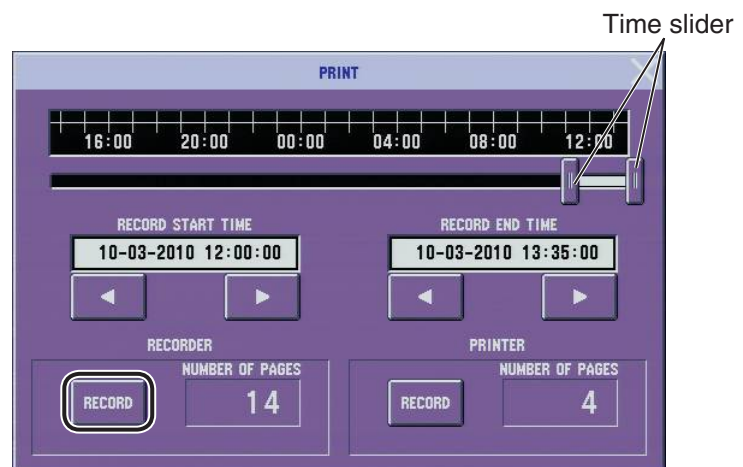 Time slider
PRINT
16:00 20:00 00:00 04:00 08:00 12:00
RECORD START TIME RECORD END TIME
10-03-2010 12:00:00 10-03-2010 13:35:00
RECORDER PRINTER
NUMBER OF PAGES NUMBER OF PAGES
RECORD 14 RECORD 4